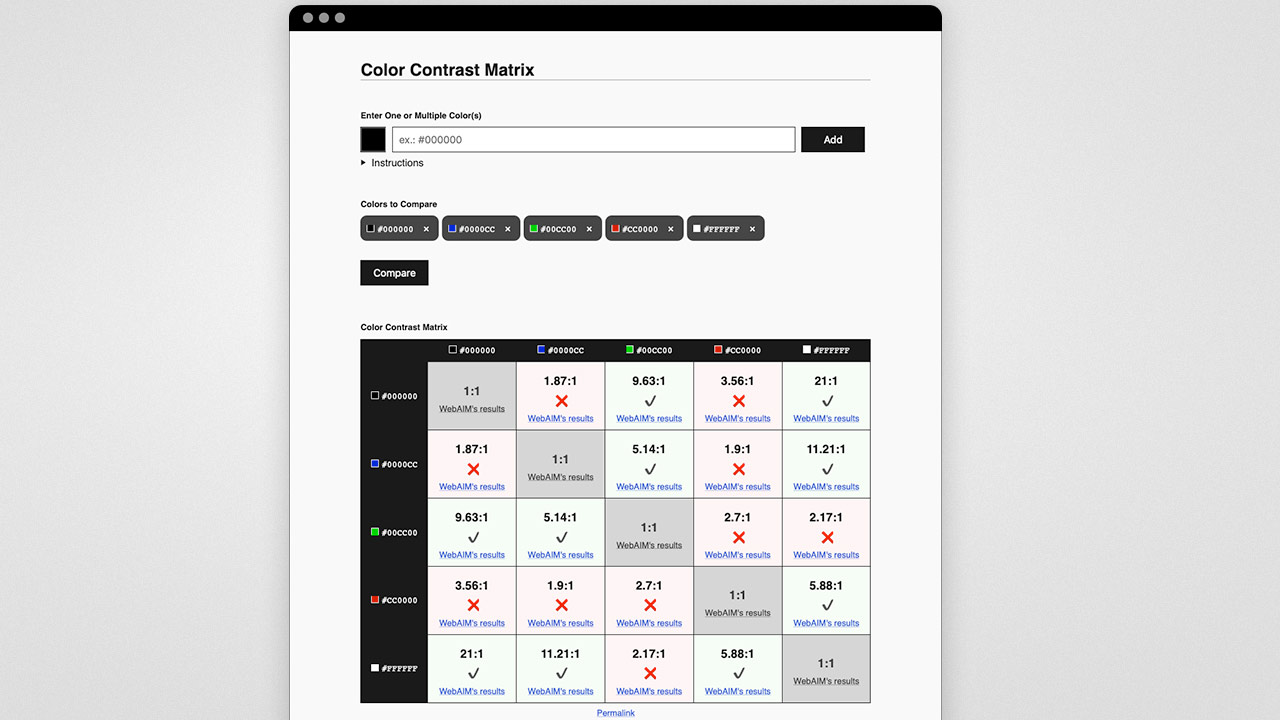 Color Contrast Matrix
Enter One or Multiple Color(s)
ex.: #000000 Add
Instructions
Colors to Compare
#000000 × #0000CC × #00CC00 × #CC0000 × #FFFFFF ×
Compare
Color Contrast Matrix
#000000 #0000CC #00CC00 #CC0000 #FFFFFF
#000000 1:1 1.87:1 9.63:1 3.56:1 21:1
WebAIM's results WebAIM's results WebAIM's results WebAIM's results WebAIM's results
#0000CC 1.87:1 1:1 5.14:1 1.9:1 11.21:1
WebAIM's results WebAIM's results WebAIM's results WebAIM's results WebAIM's results
#00CC00 9.63:1 5.14:1 1:1 2.7:1 2.17:1
WebAIM's results WebAIM's results WebAIM's results WebAIM's results WebAIM's results
#CC0000 3.56:1 1.9:1 2.7:1 1:1 5.88:1
WebAIM's results WebAIM's results WebAIM's results WebAIM's results WebAIM's results
#FFFFFF 21:1 11.21:1 2.17:1 5.88:1 1:1
WebAIM's results WebAIM's results WebAIM's results WebAIM's results WebAIM's results
Permalink